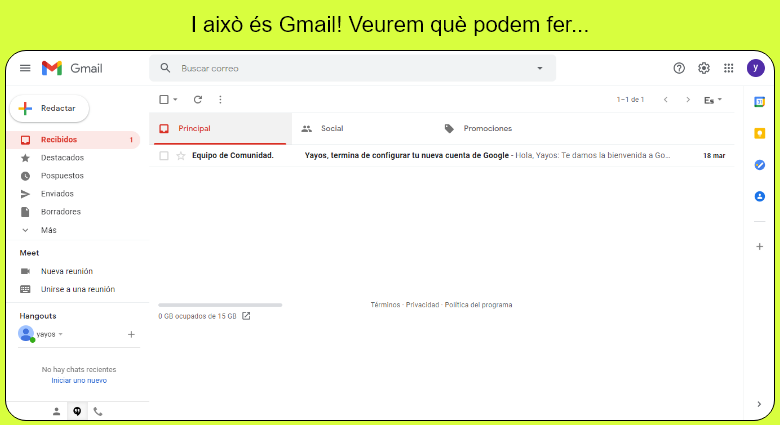 I això és Gmail! Veurem què podem fer...
Gmail
Buscar correo
y
Redactar
1–1 de 1
Es
Recibidos 1
Destacados
Pospuestos
Enviados
Borradores
Más
Principal
Social
Promociones
Equipo de Comunidad. Yayos, termina de configurar tu nueva cuenta de Google - Hola, Yayos: Te damos la bienvenida a Go... 18 mar
Meet
Nueva reunión
Unirse a una reunión
Hangouts
yayos
No hay chats recientes
Iniciar uno nuevo
0 GB ocupados de 15 GB
Términos · Privacidad · Política del programa